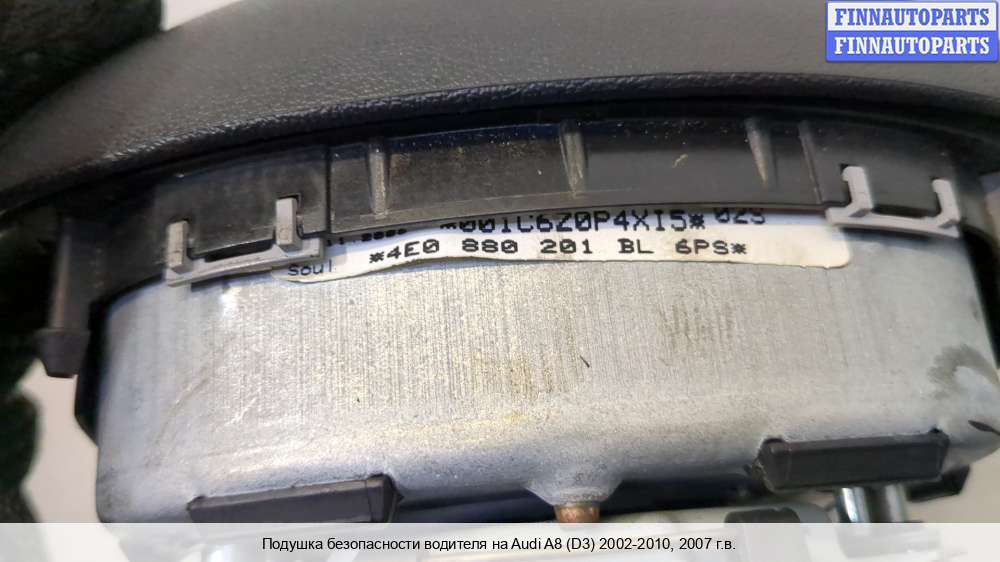 FINNAUTOPARTS
FINNAUTOPARTS
*001C6Z0P4XI5* 02S
*4E0 880 201 BL 6PS*
soul
Подушка безопасности водителя на Audi A8 (D3) 2002-2010, 2007 г.в.